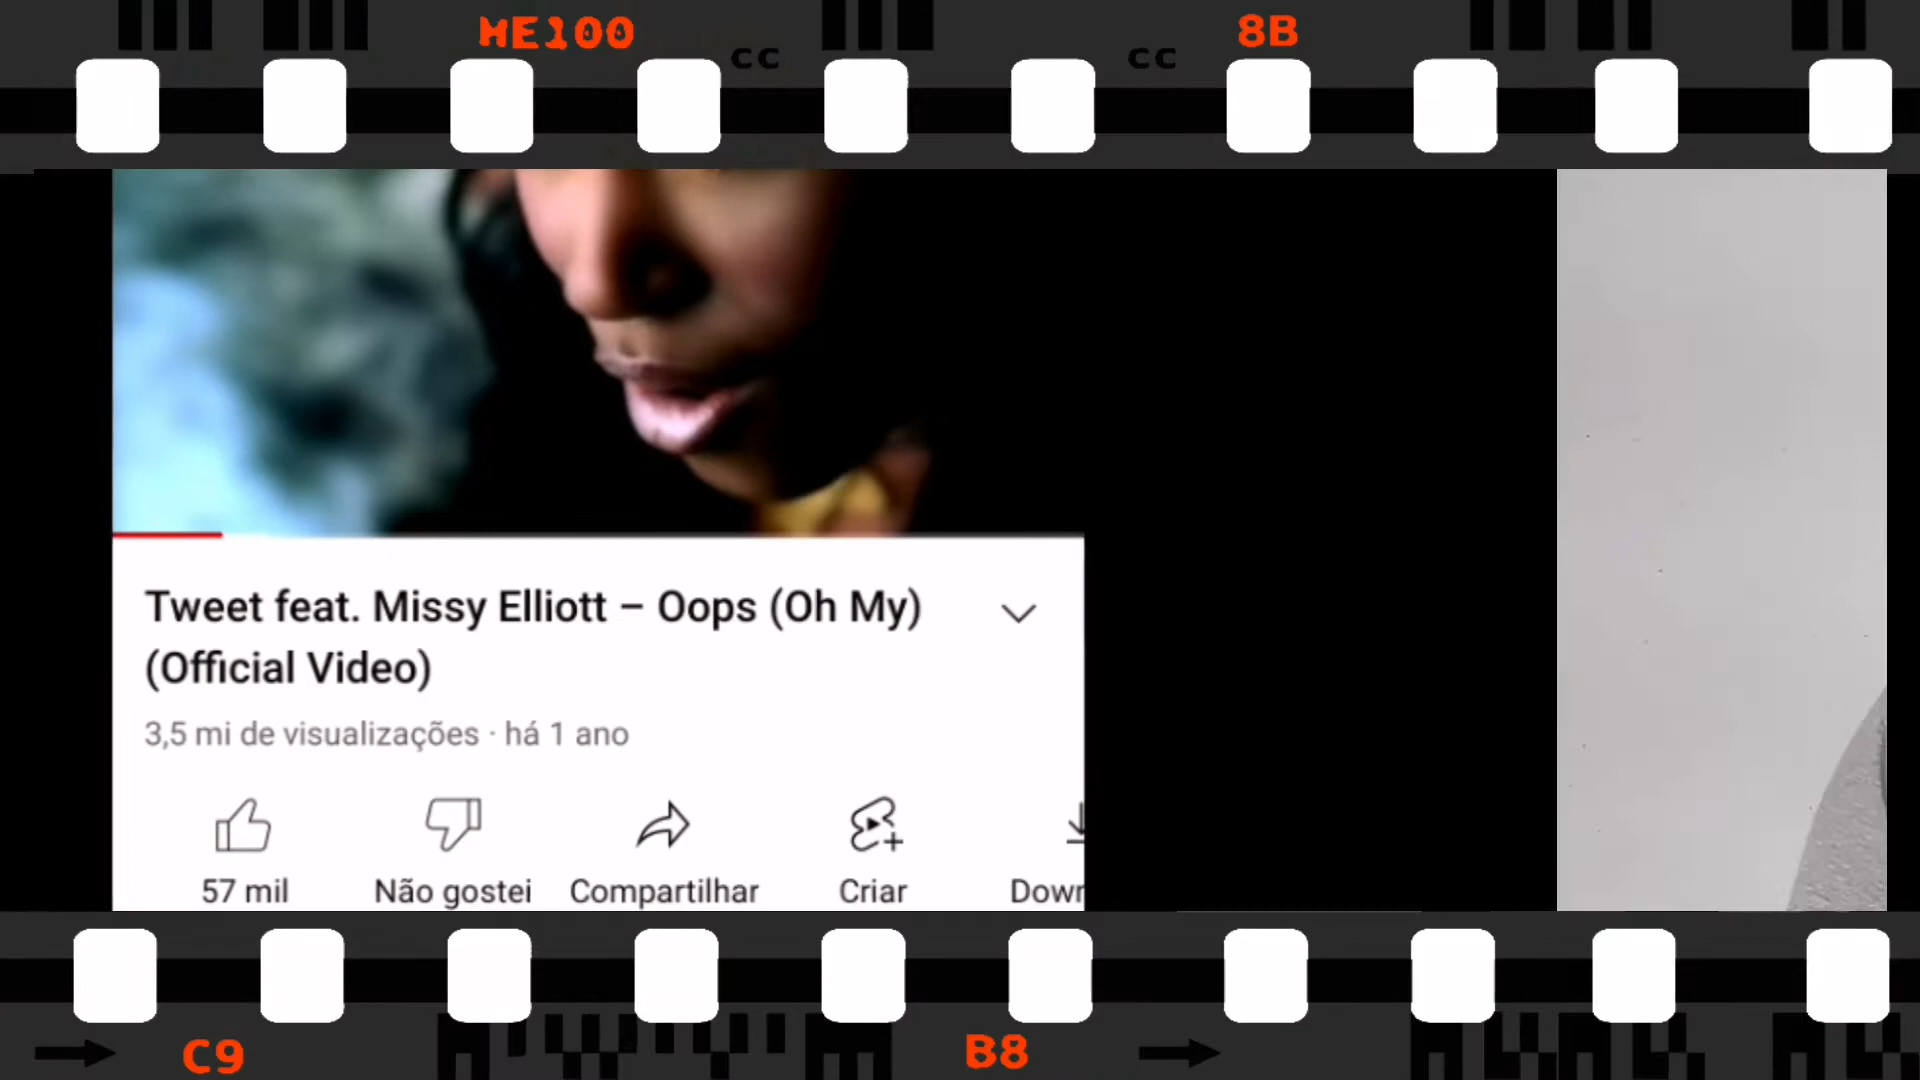 ME100
8B
cc
cc
Tweet feat. Missy Elliott – Oops (Oh My)
(Official Video)
3,5 mi de visualizações · há 1 ano
57 mil
Não gostei
Compartilhar
Criar
Down
C9
B8